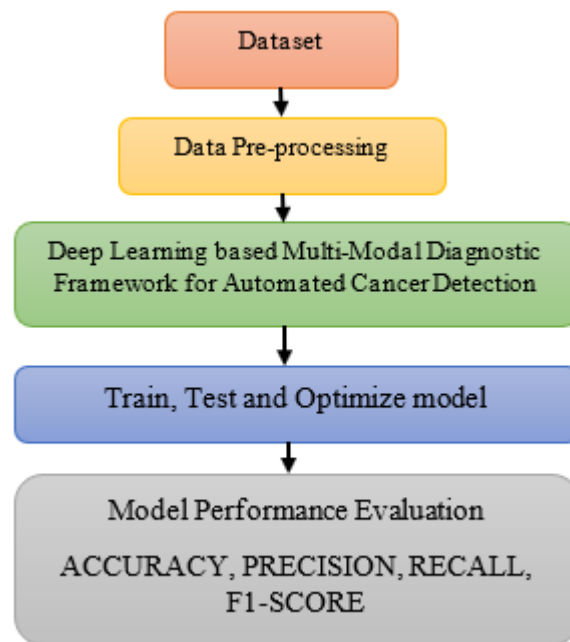 Dataset
Data Pre-processing
Deep Learning based Multi-Modal Diagnostic
Framework for Automated Cancer Detection
Train, Test and Optimize model
Model Performance Evaluation
ACCURACY, PRECISION, RECALL,
F1-SCORE